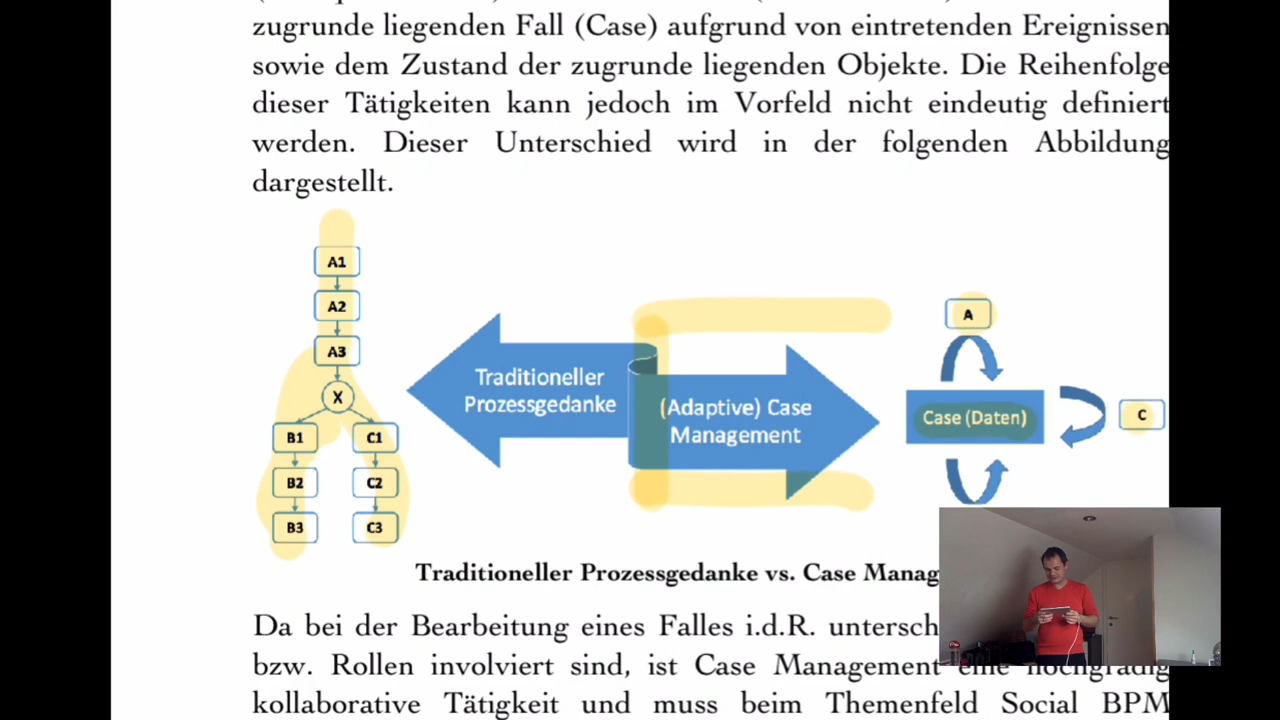 zugrunde liegenden Fall (Case) aufgrund von eintretenden Ereignissen
sowie dem Zustand der zugrunde liegenden Objekte. Die Reihenfolge
dieser Tätigkeiten kann jedoch im Vorfeld nicht eindeutig definiert
werden. Dieser Unterschied wird in der folgenden Abbildung
dargestellt.
A1
A2
A3
X
B1 C1
B2 C2
B3 C3
Traditioneller
Prozessgedanke
(Adaptive) Case
Management
A
Case (Daten)
C
Traditioneller Prozessgedanke vs. Case Manag
Da bei der Bearbeitung eines Falles i.d.R. untersch
bzw. Rollen involviert sind, ist Case Management eine hochgradig
kollaborative Tätigkeit und muss beim Themenfeld Social BPM